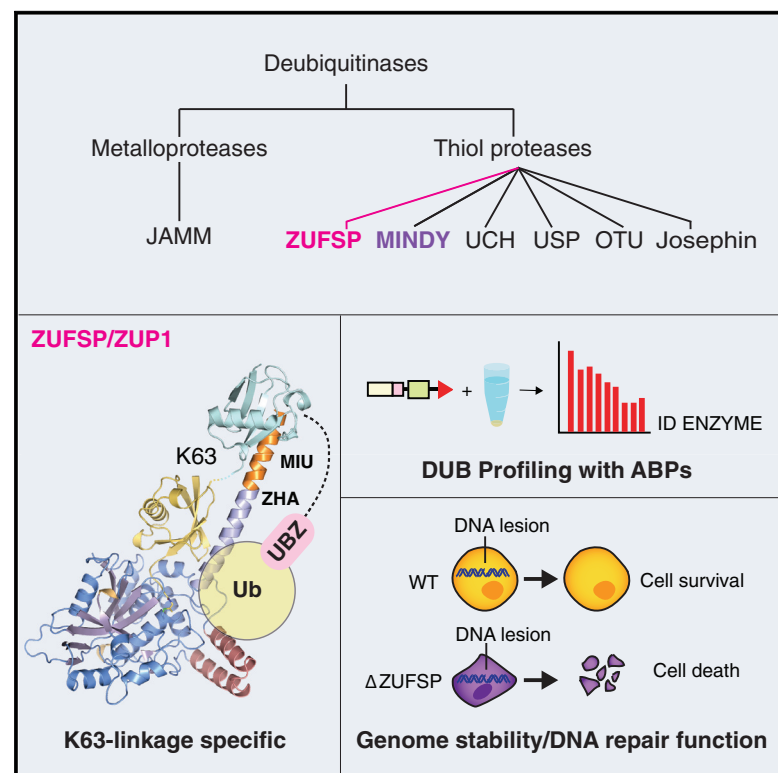 Deubiquitinases
Metalloproteases
Thiol proteases
JAMM
ZUFSP MINDY UCH USP OTU Josephin
ZUFSP/ZUP1
K63
MIU
ZHA
UBZ
Ub
K63-linkage specific
+
ID ENZYME
DUB Profiling with ABPs
DNA lesion
WT
Cell survival
DNA lesion
ΔZUFSP
Cell death
Genome stability/DNA repair function